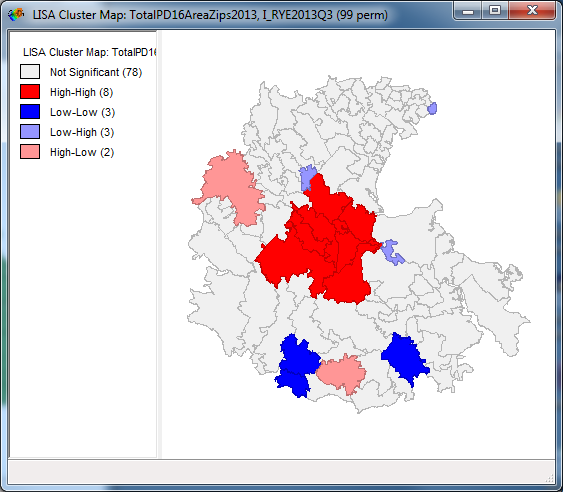 LISA Cluster Map: TotalPD16AreaZips2013, I_RYE2013Q3 (99 perm)
LISA Cluster Map: TotalPD16
Not Significant (78)
High-High (8)
Low-Low (3)
Low-High (3)
High-Low (2)